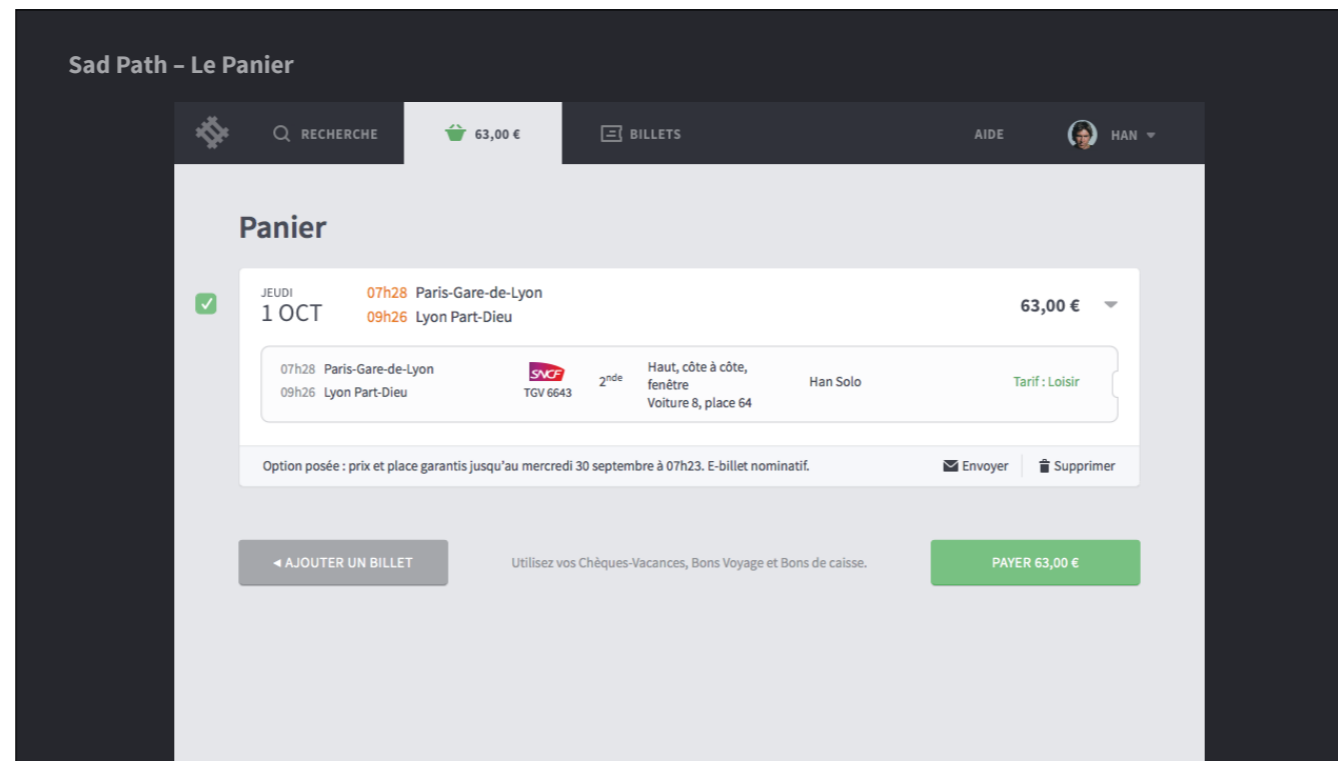 Sad Path – Le Panier
RECHERCHE
63,00 €
BILLETS
AIDE
HAN
Panier
JEUDI
1 OCT
07h28 Paris-Gare-de-Lyon
09h26 Lyon Part-Dieu
63,00 €
07h28 Paris-Gare-de-Lyon
09h26 Lyon Part-Dieu
SNCF
TGV 6643
2nde
Haut, côte à côte,
fenêtre
Voiture 8, place 64
Han Solo
Tarif : Loisir
Option posée : prix et place garantis jusqu'au mercredi 30 septembre à 07h23. E-billet nominatif.
Envoyer
Supprimer
◂ AJOUTER UN BILLET
Utilisez vos Chèques-Vacances, Bons Voyage et Bons de caisse.
PAYER 63,00 €